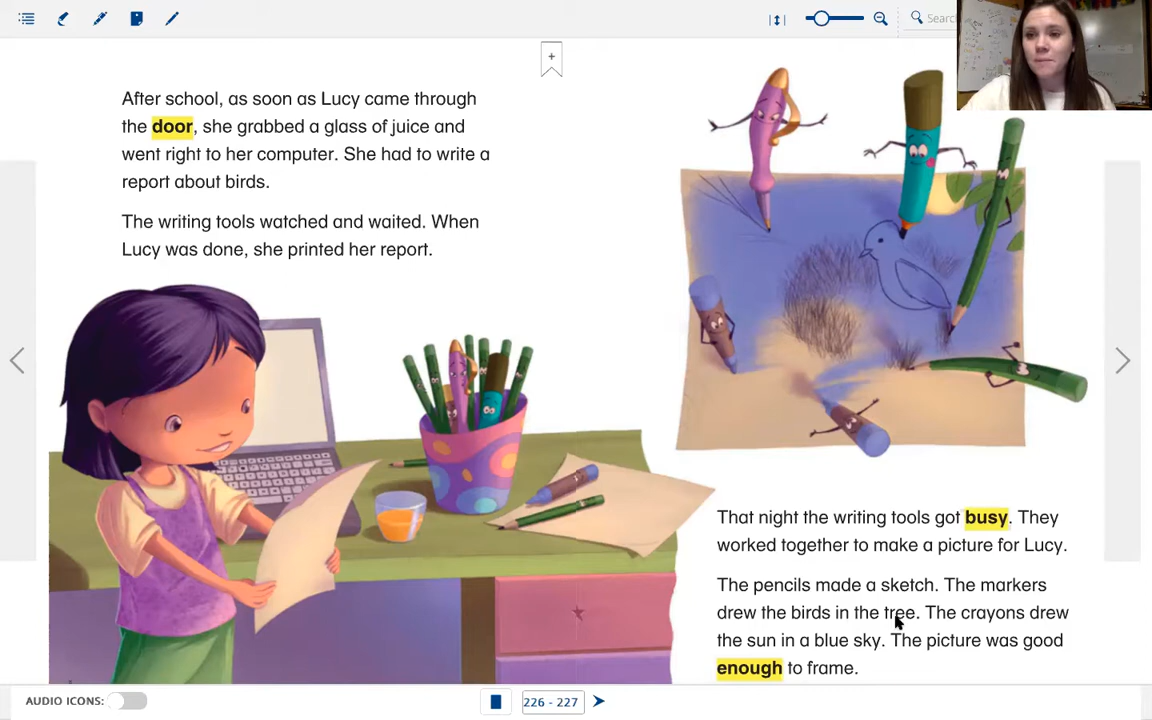 Search
After school, as soon as Lucy came through
the door, she grabbed a glass of juice and
went right to her computer. She had to write a
report about birds.
The writing tools watched and waited. When
Lucy was done, she printed her report.
That night the writing tools got busy. They
worked together to make a picture for Lucy.
The pencils made a sketch. The markers
drew the birds in the tree. The crayons drew
the sun in a blue sky. The picture was good
enough to frame.
AUDIO ICONS:
226 - 227